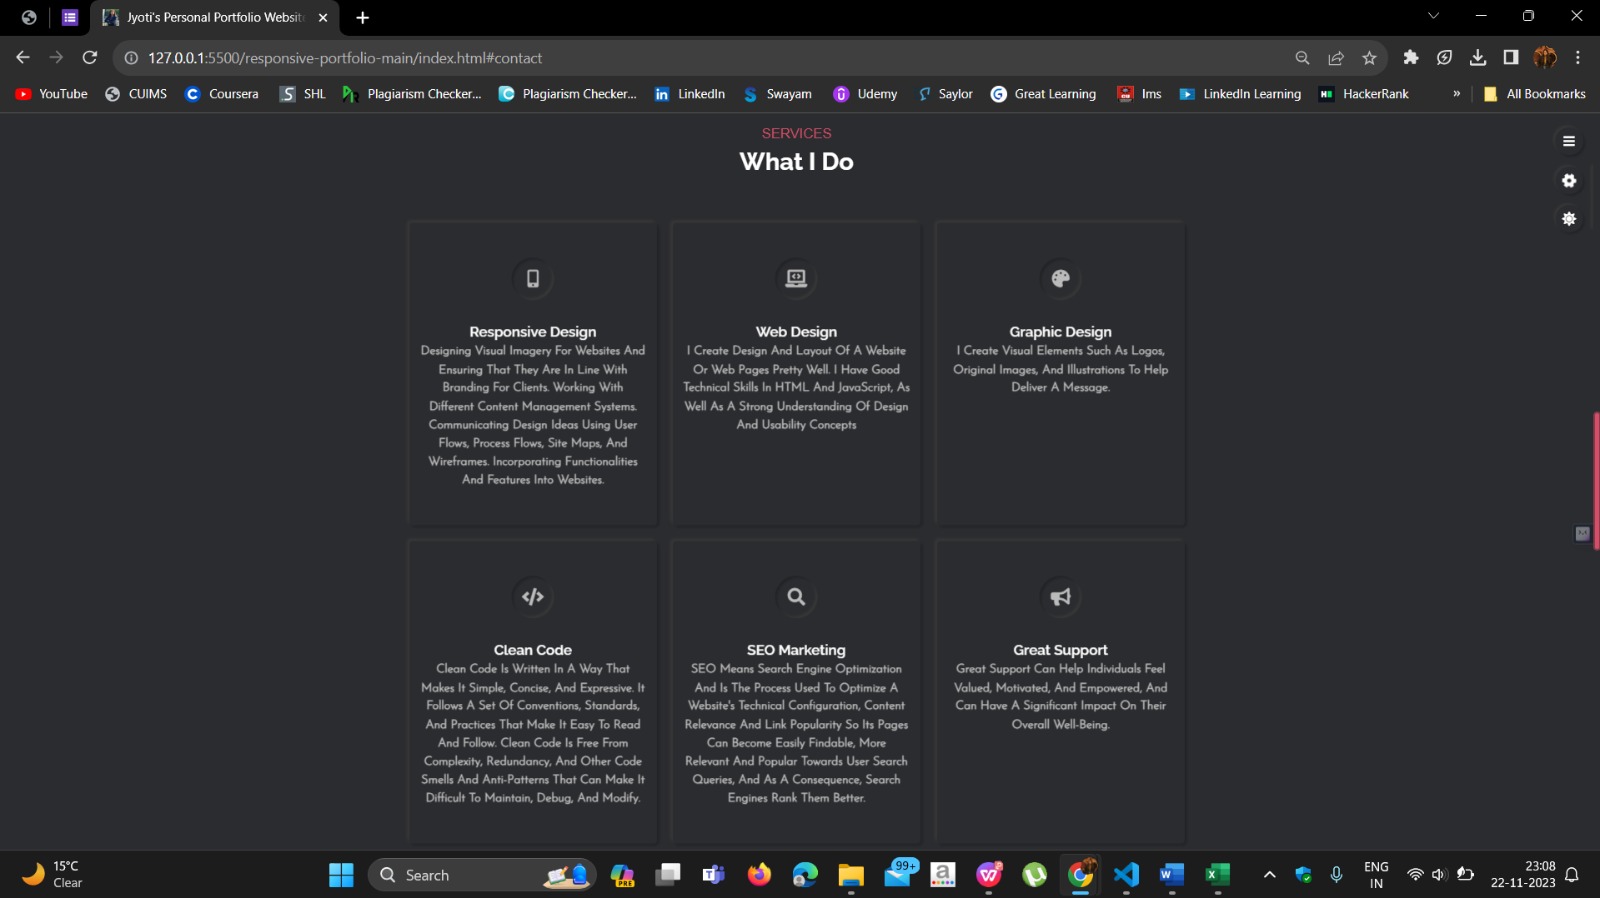 Jyoti's Personal Portfolio Websit
127.0.0.1:5500/responsive-portfolio-main/index.html#contact
YouTube CUIMS Coursera SHL Plagiarism Checker... Plagiarism Checker... LinkedIn Swayam Udemy Saylor Great Learning Ims LinkedIn Learning HackerRank » All Bookmarks
SERVICES
What I Do
Responsive Design
Designing Visual Imagery For Websites And
Ensuring That They Are In Line With
Branding For Clients. Working With
Different Content Management Systems.
Communicating Design Ideas Using User
Flows, Process Flows, Site Maps, And
Wireframes. Incorporating Functionalities
And Features Into Websites.
Web Design
I Create Design And Layout Of A Website
Or Web Pages Pretty Well. I Have Good
Technical Skills In HTML And JavaScript, As
Well As A Strong Understanding Of Design
And Usability Concepts
Graphic Design
I Create Visual Elements Such As Logos,
Original Images, And Illustrations To Help
Deliver A Message.
Clean Code
Clean Code Is Written In A Way That
Makes It Simple, Concise, And Expressive. It
Follows A Set Of Conventions, Standards,
And Practices That Make It Easy To Read
And Follow. Clean Code Is Free From
Complexity, Redundancy, And Other Code
Smells And Anti-Patterns That Can Make It
Difficult To Maintain, Debug, And Modify.
SEO Marketing
SEO Means Search Engine Optimization
And Is The Process Used To Optimize A
Website's Technical Configuration, Content
Relevance And Link Popularity So Its Pages
Can Become Easily Findable, More
Relevant And Popular Towards User Search
Queries, And As A Consequence, Search
Engines Rank Them Better.
Great Support
Great Support Can Help Individuals Feel
Valued, Motivated, And Empowered, And
Can Have A Significant Impact On Their
Overall Well-Being.
15°C
Clear
Search
PRE
99+
ENG
IN
23:08
22-11-2023